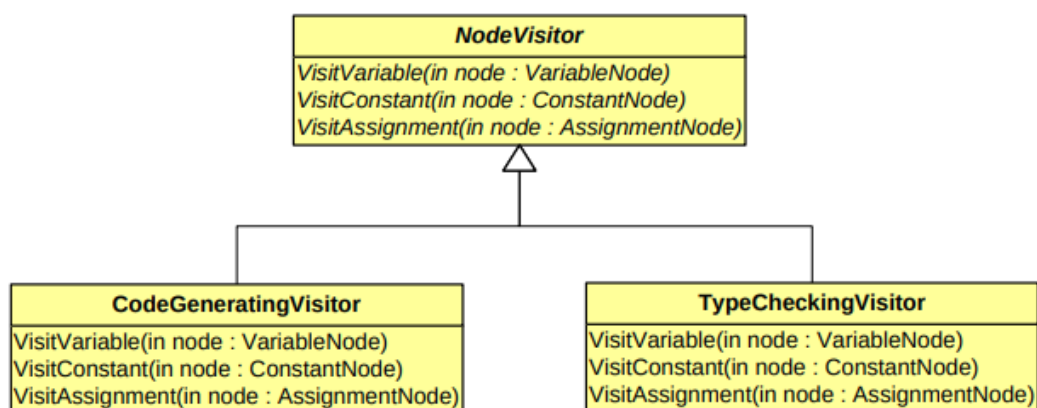 NodeVisitor
VisitVariable(in node : VariableNode)
VisitConstant(in node : ConstantNode)
VisitAssignment(in node : AssignmentNode)
CodeGeneratingVisitor
VisitVariable(in node : VariableNode)
VisitConstant(in node : ConstantNode)
VisitAssignment(in node : AssignmentNode)
TypeCheckingVisitor
VisitVariable(in node : VariableNode)
VisitConstant(in node : ConstantNode)
VisitAssignment(in node : AssignmentNode)